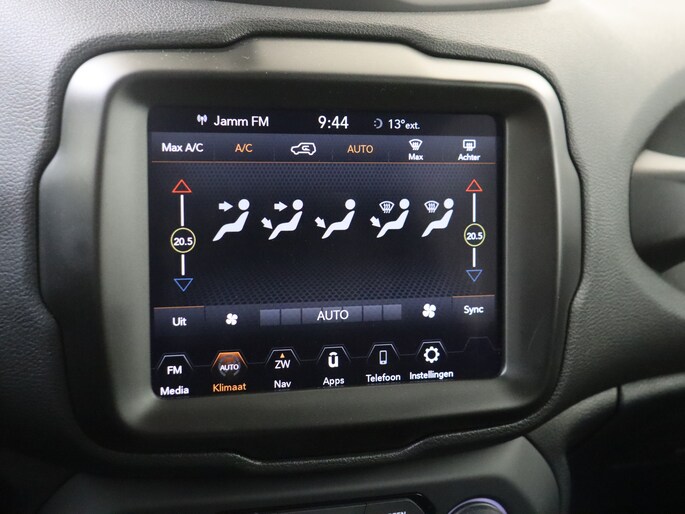 Jamm FM 9:44 13°ext.
Max A/C A/C AUTO Max Achter
20.5 20.5
Uit AUTO Sync
FM AUTO ZW
Media Klimaat Nav Apps Telefoon Instellingen